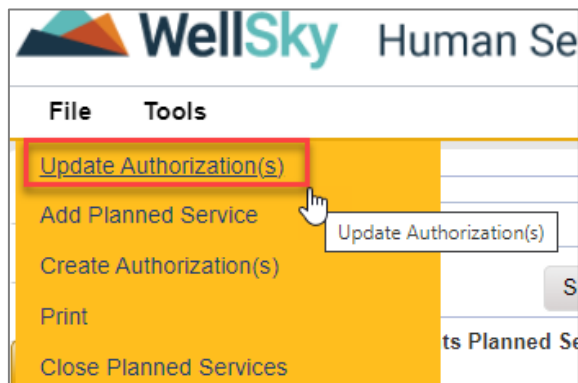 WellSky Human Se
File Tools
Update Authorization(s)
Add Planned Service
Update Authorization(s)
Create Authorization(s)
S
Print
ts Planned Se
Close Planned Services